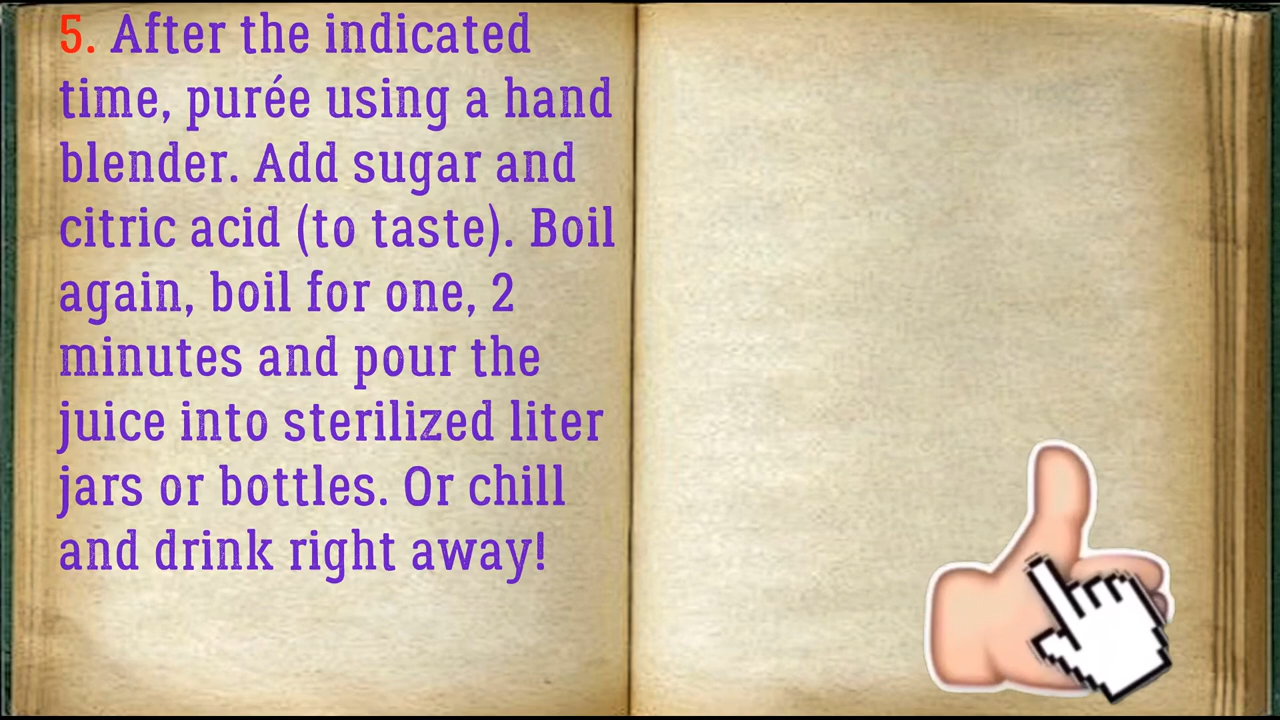 5. After the indicated
time, purée using a hand
blender. Add sugar and
citric acid (to taste). Boil
again, boil for one, 2
minutes and pour the
juice into sterilized liter
jars or bottles. Or chill
and drink right away!